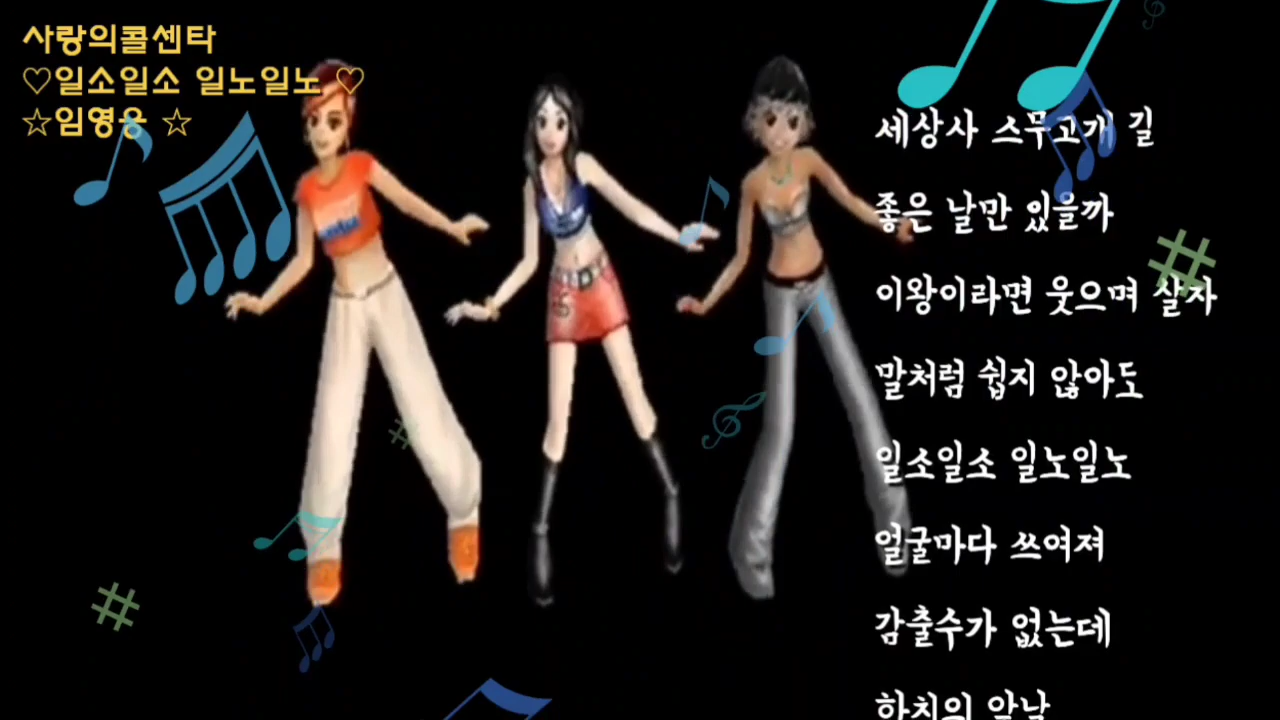 사랑의콜센타
♡일소일소 일노일노 ♡
☆임영웅 ☆
세상사 스무고개 길
좋은 날만 있을까
이왕이라면 웃으며 살자
말처럼 쉽지 않아도
일소일소 일노일노
얼굴마다 쓰여져
감출수가 없는데